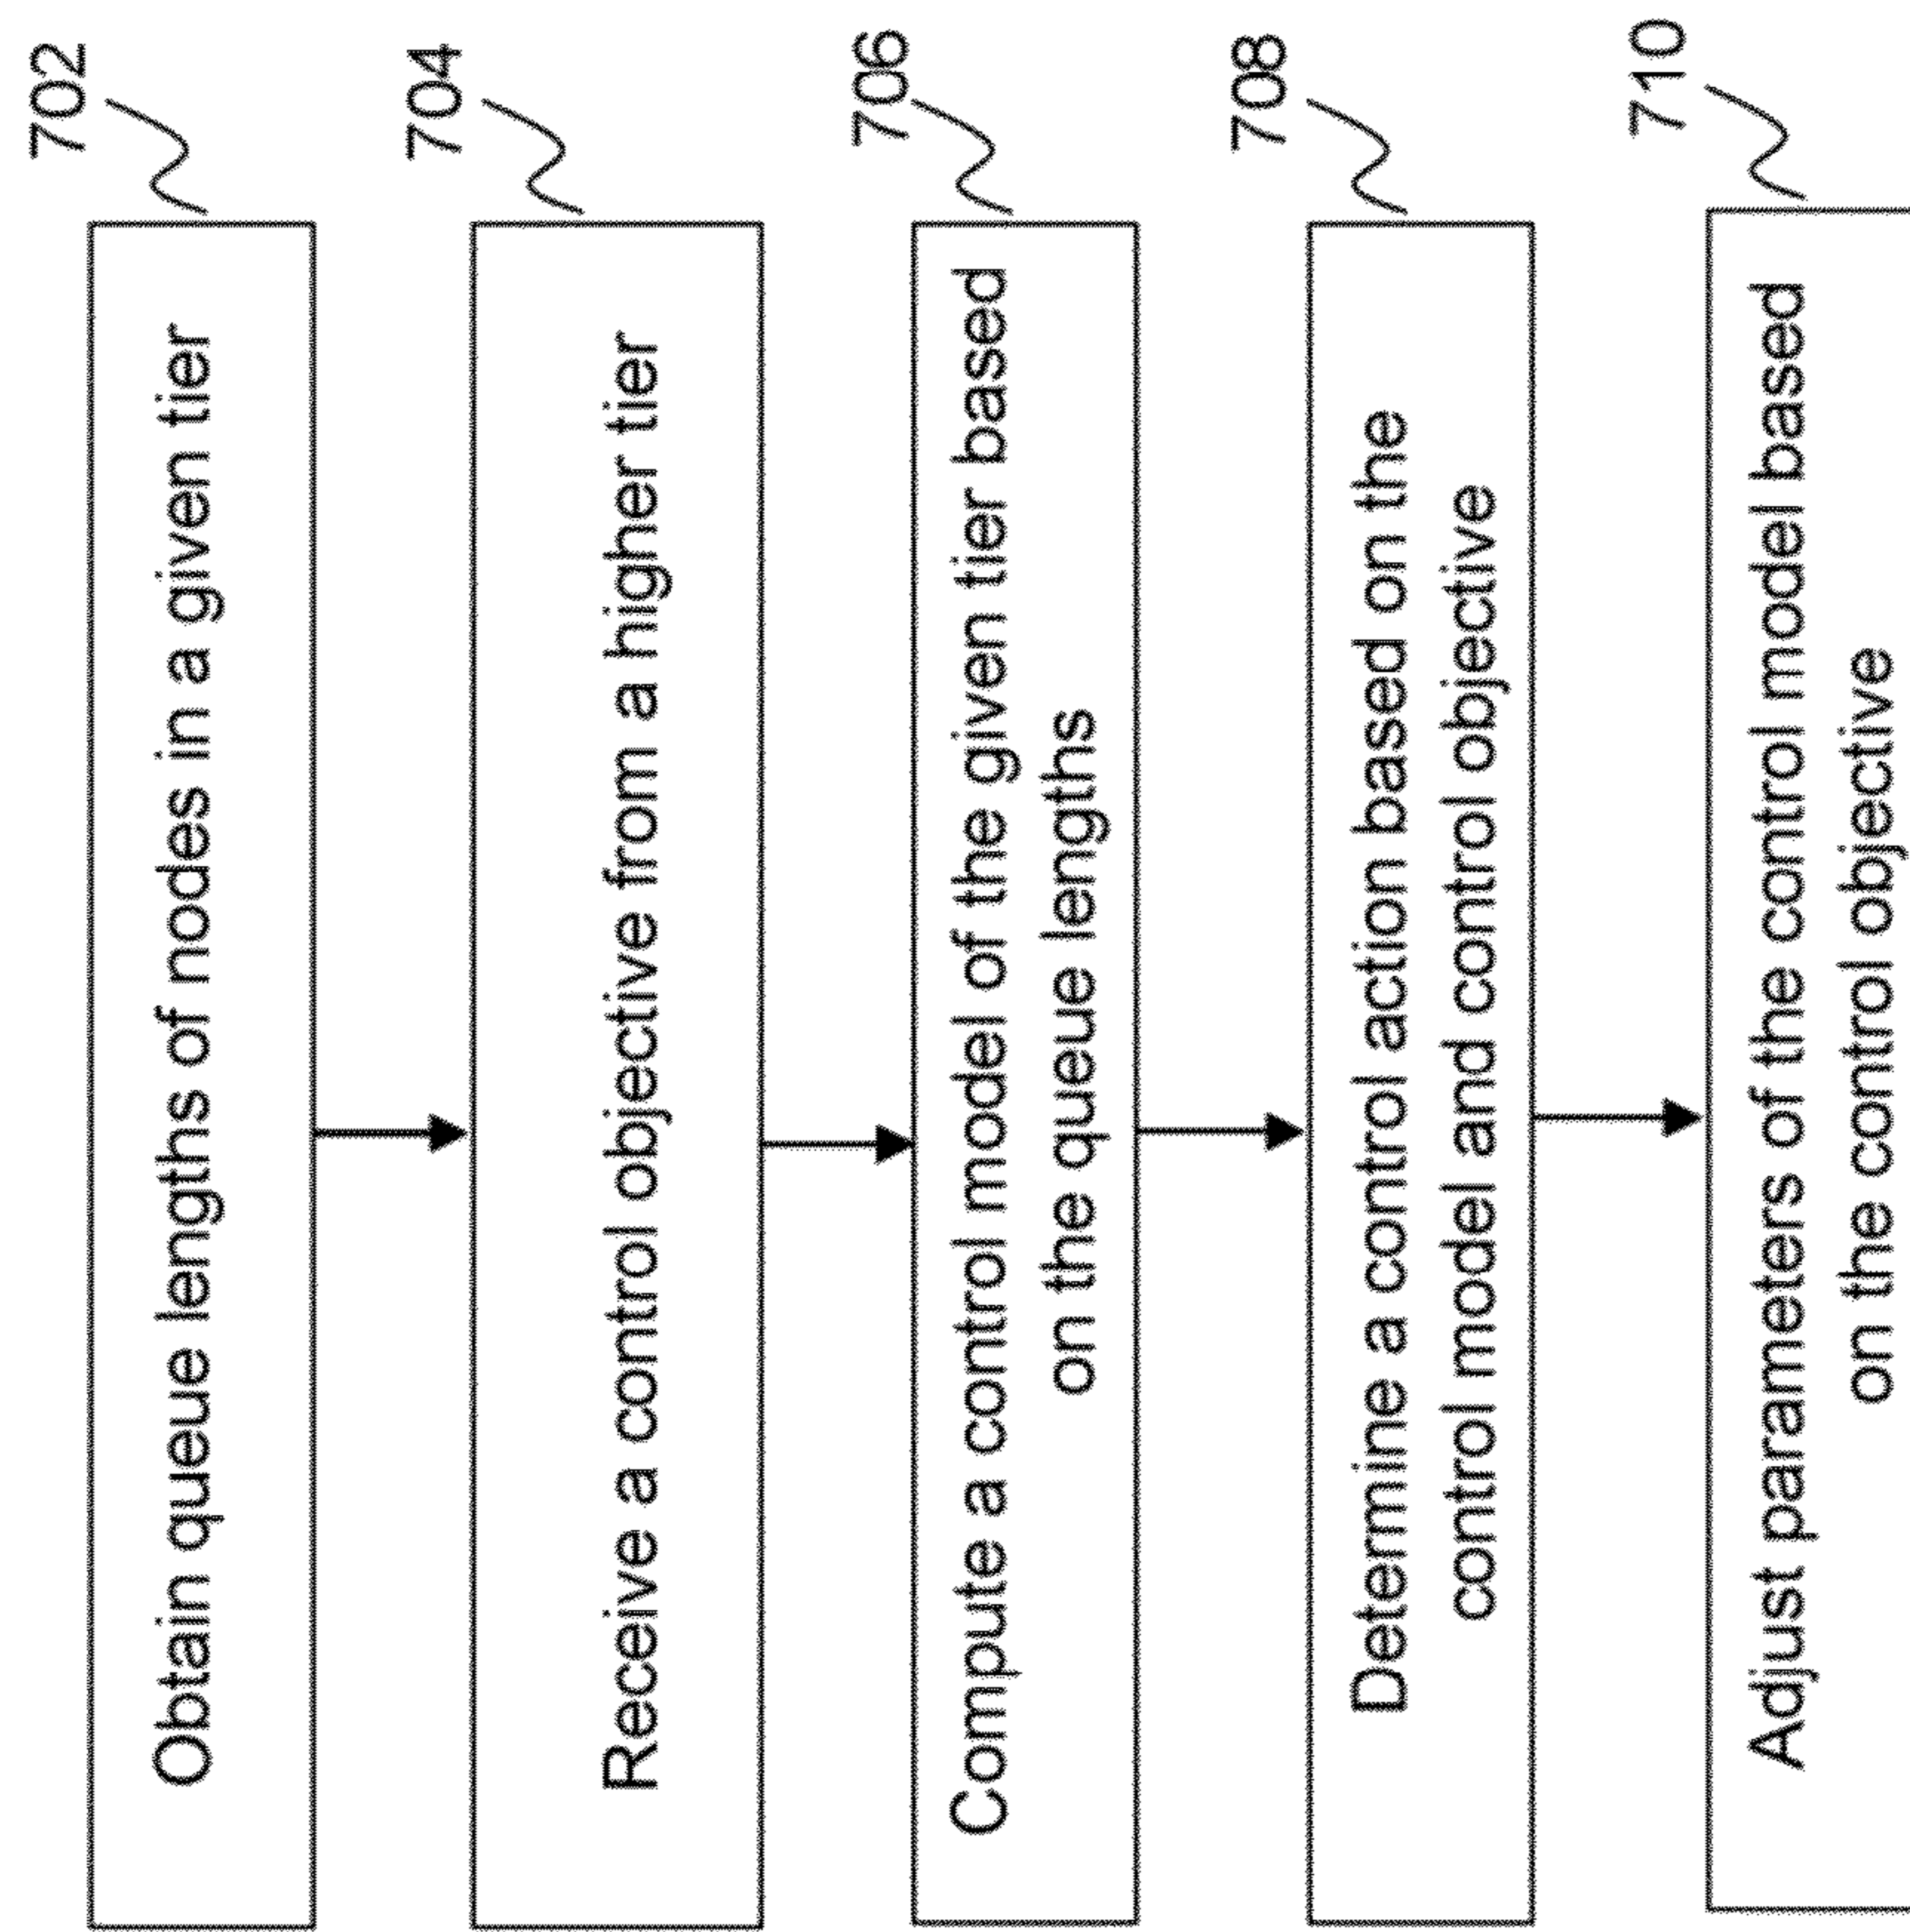 702
Obtain queue lengths of nodes in a given tier
704
Receive a control objective from a higher tier
706
Compute a control model of the given tier based
on the queue lengths
708
Determine a control action based on the
control model and control objective
710
Adjust parameters of the control model based
on the control objective